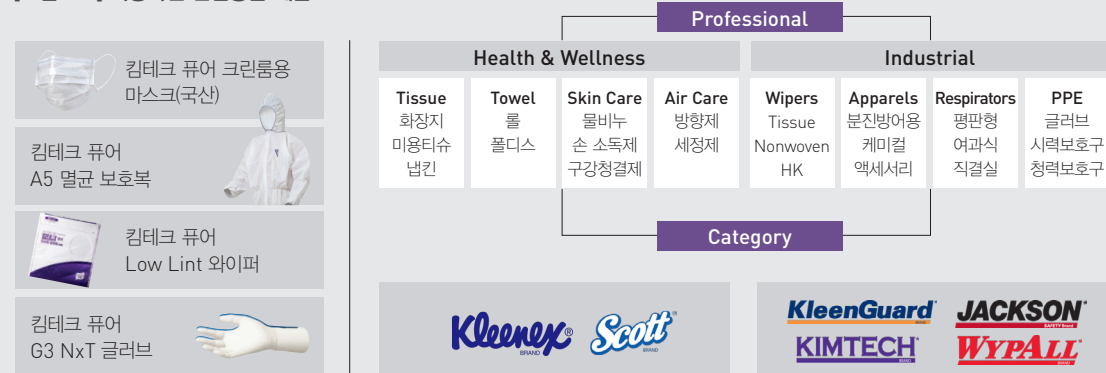 킴테크 퓨어 크린룸용
마스크(국산)
킴테크 퓨어
A5 멸균 보호복
킴테크 퓨어
Low Lint 와이퍼
킴테크 퓨어
G3 NxT 글러브
Professional
Health & Wellness
Industrial
Tissue
화장지
미용티슈
냅킨
Towel
롤
폴디스
Skin Care
물비누
손 소독제
구강청결제
Air Care
방향제
세정제
Wipers
Tissue
Nonwoven
HK
Apparels
분진방어용
케미컬
액세서리
Respirators
평판형
여과식
직결실
PPE
글러브
시력보호구
청력보호구
Category
Kleenex®
BRAND
Scott®
BRAND
KleenGuard
BRAND
JACKSON
SAFETY Brand
KIMTECH
BRAND
WYPALL
BRAND